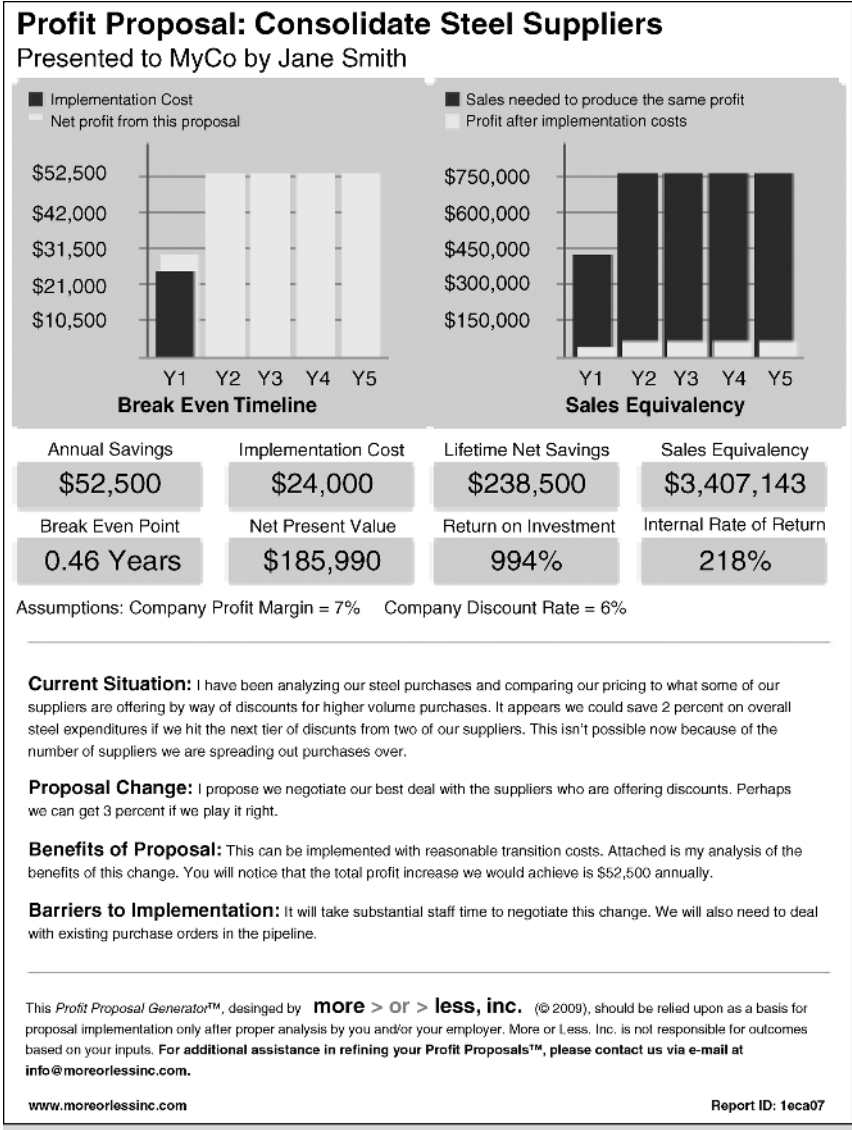 Profit Proposal: Consolidate Steel Suppliers
Presented to MyCo by Jane Smith
Implementation Cost
Net profit from this proposal
$52,500
$42,000
$31,500
$21,000
$10,500
Y1 Y2 Y3 Y4 Y5
Break Even Timeline
Sales needed to produce the same profit
Profit after implementation costs
$750,000
$600,000
$450,000
$300,000
$150,000
Y1 Y2 Y3 Y4 Y5
Sales Equivalency
Annual Savings Implementation Cost Lifetime Net Savings Sales Equivalency
$52,500 $24,000 $238,500 $3,407,143
Break Even Point Net Present Value Return on Investment Internal Rate of Return
0.46 Years $185,990 994% 218%
Assumptions: Company Profit Margin = 7% Company Discount Rate = 6%
Current Situation: I have been analyzing our steel purchases and comparing our pricing to what some of our
suppliers are offering by way of discounts for higher volume purchases. It appears we could save 2 percent on overall
steel expenditures if we hit the next tier of discunts from two of our suppliers. This isn't possible now because of the
number of suppliers we are spreading out purchases over.
Proposal Change: I propose we negotiate our best deal with the suppliers who are offering discounts. Perhaps
we can get 3 percent if we play it right.
Benefits of Proposal: This can be implemented with reasonable transition costs. Attached is my analysis of the
benefits of this change. You will notice that the total profit increase we would achieve is $52,500 annually.
Barriers to Implementation: It will take substantial staff time to negotiate this change. We will also need to deal
with existing purchase orders in the pipeline.
This Profit Proposal Generator™, desinged by more > or > less, inc. (© 2009), should be relied upon as a basis for
proposal implementation only after proper analysis by you and/or your employer. More or Less. Inc. is not responsible for outcomes
based on your inputs. For additional assistance in refining your Profit Proposals™, please contact us via e-mail at
info@moreorlessinc.com.
www.moreorlessinc.com Report ID: 1eca07